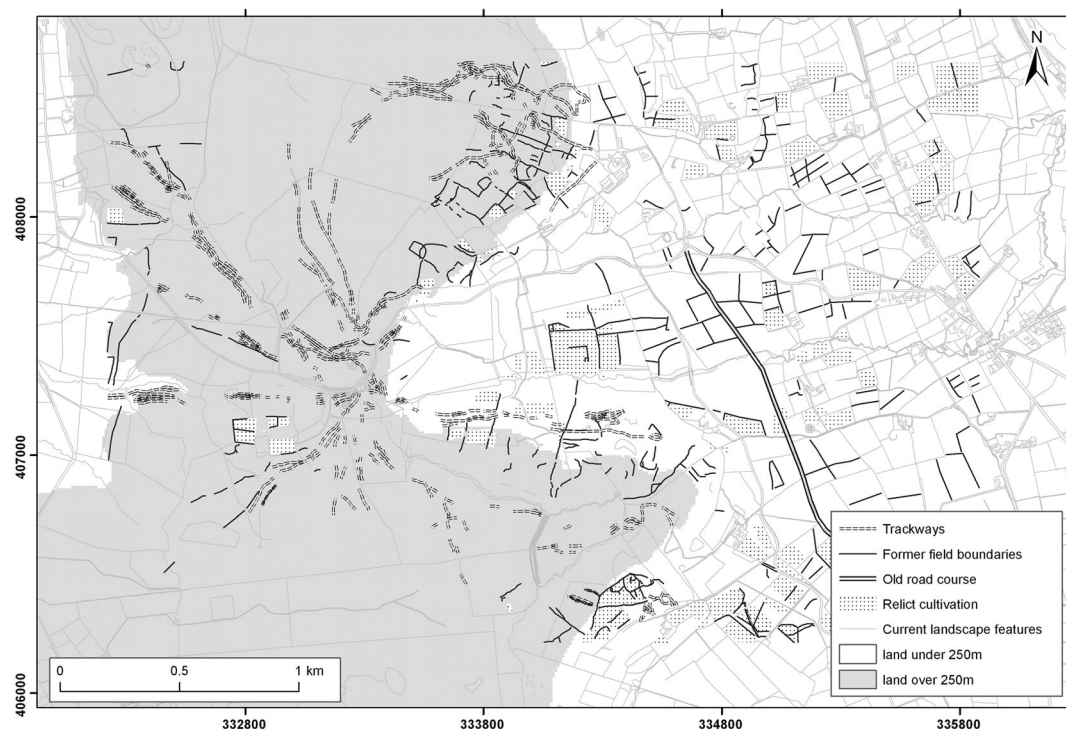 N
408000
407000
406000
Trackways
Former field boundaries
Old road course
Relict cultivation
Current landscape features
land under 250m
land over 250m
0 0.5 1 km
332800 333800 334800 335800